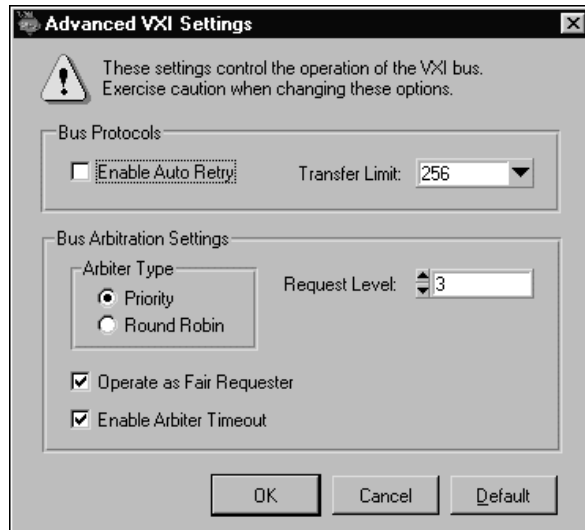 Advanced VXI Settings
These settings control the operation of the VXI bus.
Exercise caution when changing these options.
Bus Protocols
Enable Auto Retry
Transfer Limit: 256
Bus Arbitration Settings
Arbiter Type
Priority
Round Robin
Request Level: 3
Operate as Fair Requester
Enable Arbiter Timeout
OK Cancel Default